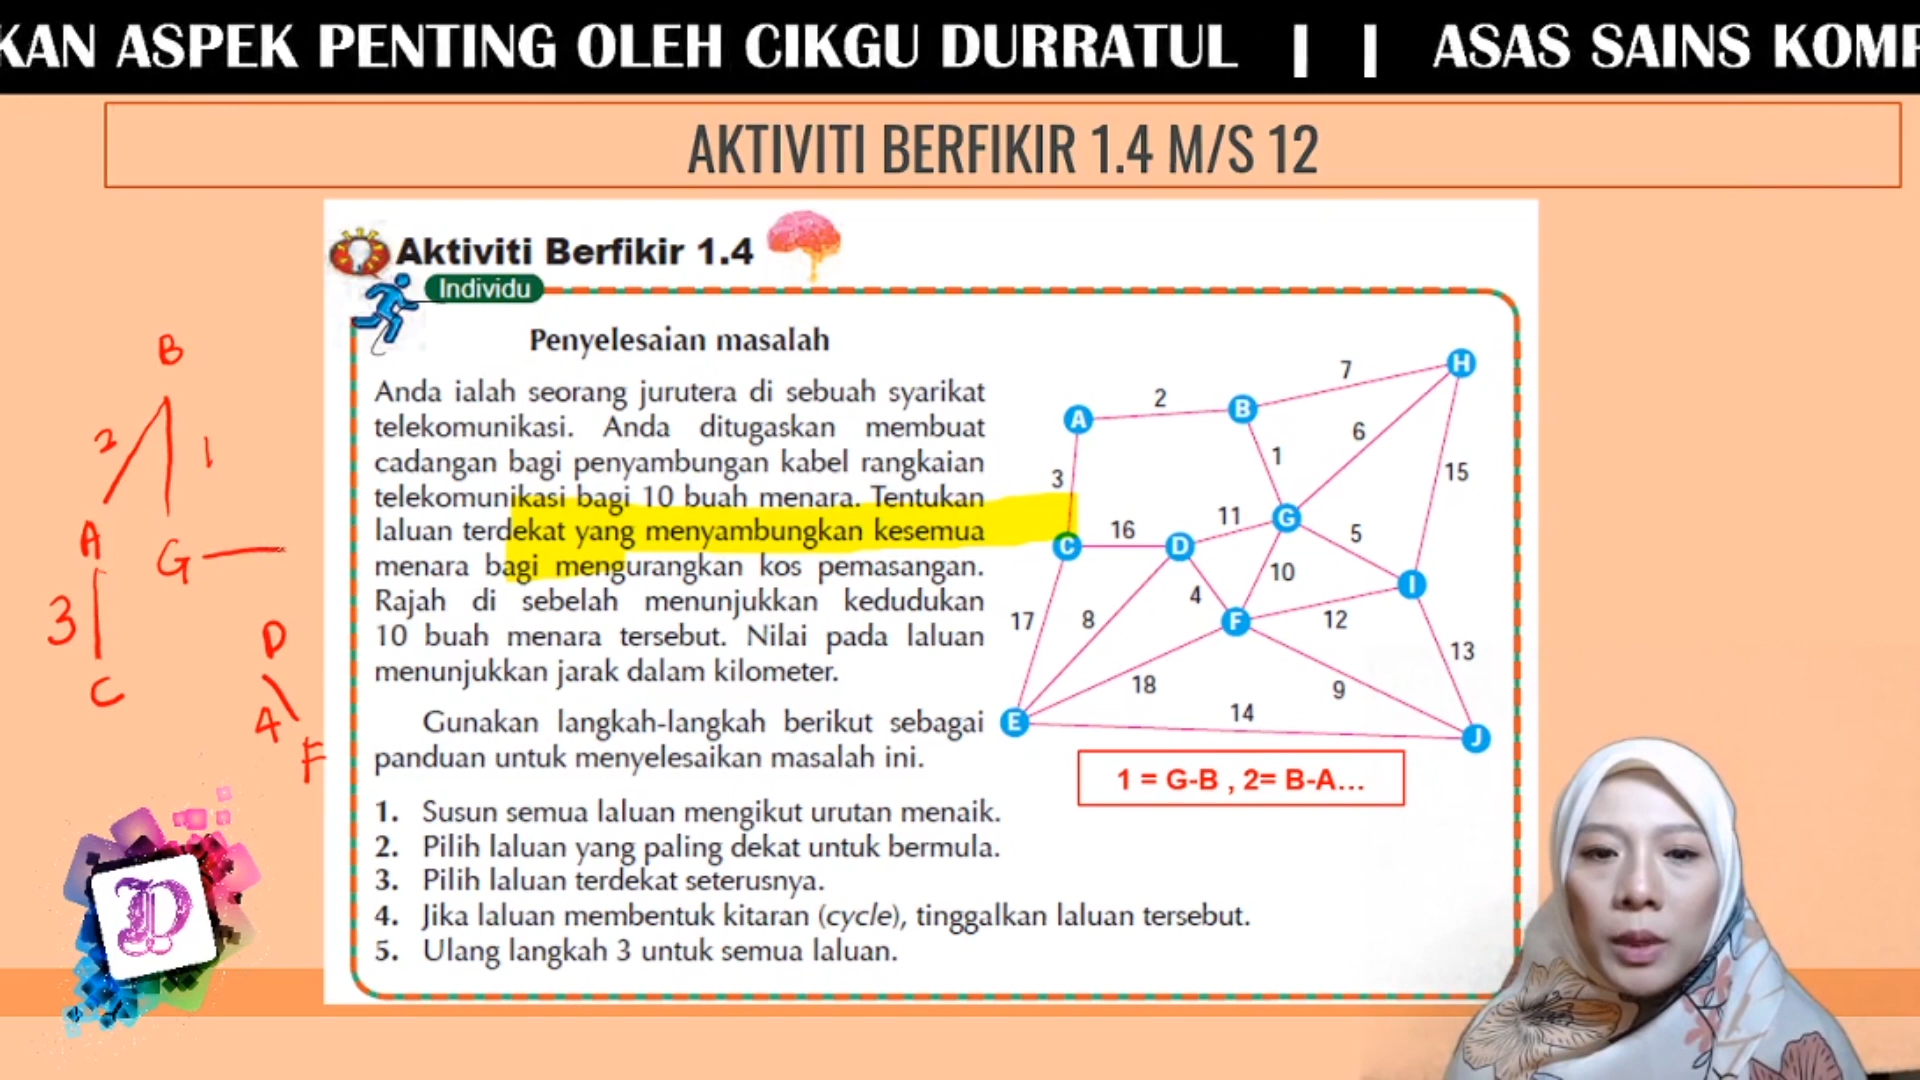 KAN ASPEK PENTING OLEH CIKGU DURRATUL | | ASAS SAINS KOMP
AKTIVITI BERFIKIR 1.4 M/S 12
Aktiviti Berfikir 1.4
Individu
Penyelesaian masalah
Anda ialah seorang jurutera di sebuah syarikat
telekomunikasi. Anda ditugaskan membuat
cadangan bagi penyambungan kabel rangkaian
telekomunikasi bagi 10 buah menara. Tentukan
laluan terdekat yang menyambungkan kesemua
menara bagi mengurangkan kos pemasangan.
Rajah di sebelah menunjukkan kedudukan
10 buah menara tersebut. Nilai pada laluan
menunjukkan jarak dalam kilometer.
Gunakan langkah-langkah berikut sebagai
panduan untuk menyelesaikan masalah ini.
1. Susun semua laluan mengikut urutan menaik.
2. Pilih laluan yang paling dekat untuk bermula.
3. Pilih laluan terdekat seterusnya.
4. Jika laluan membentuk kitaran (cycle), tinggalkan laluan tersebut.
5. Ulang langkah 3 untuk semua laluan.
H
7
2
B
A
6
1
3
15
G
11
16
5
C
D
10
I
4
17
8
F
12
13
18
9
14
E
J
1 = G-B , 2= B-A...
B
2
1
A
G
3
D
C
4
F
P